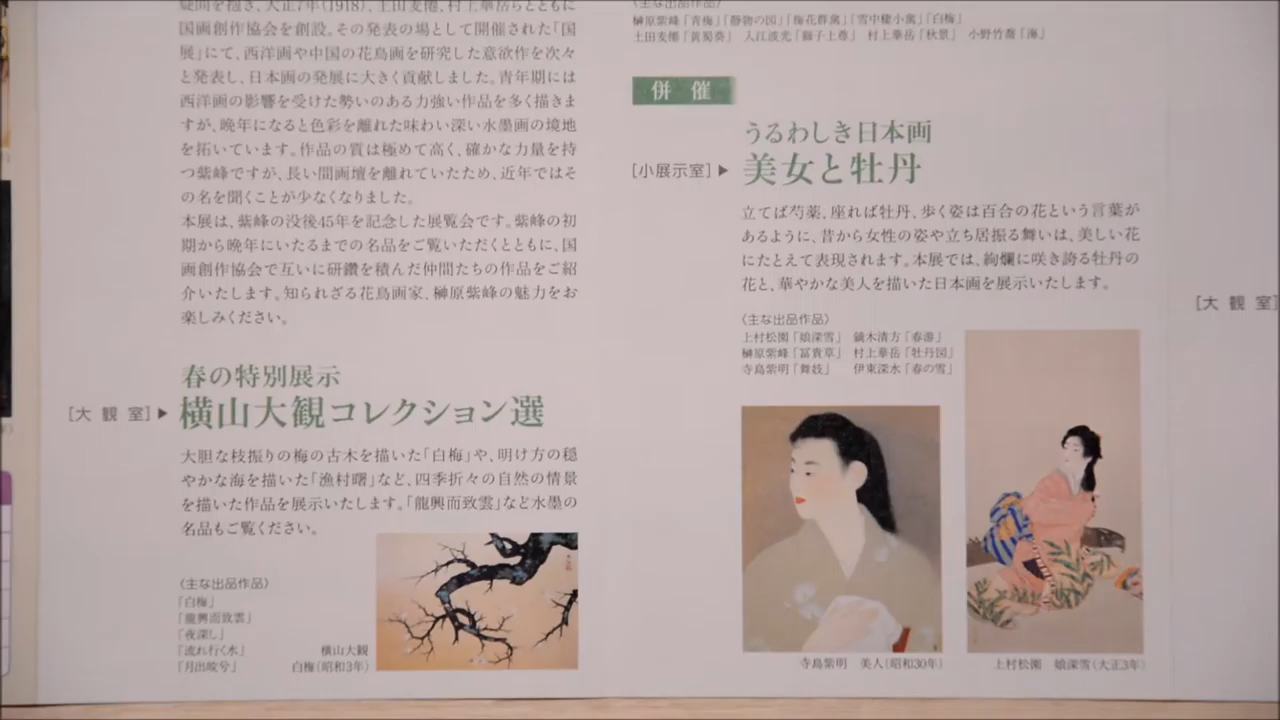 疑問を抱き、大正7年(1918)、土田麦僊、村上華岳らとともに
国画創作協会を創設。その発表の場として開催された「国
展」にて、西洋画や中国の花鳥画を研究した意欲作を次々
と発表し、日本画の発展に大きく貢献しました。青年期には
西洋画の影響を受けた勢いのある力強い作品を多く描きま
すが、晩年になると色彩を離れた味わい深い水墨画の境地
を拓いています。作品の質は極めて高く、確かな力量を持
つ紫峰ですが、長い間画壇を離れていたため、近年ではそ
の名を聞くことが少なくなりました。
本展は、紫峰の没後45年を記念した展覧会です。紫峰の初
期から晩年にいたるまでの名品をご覧いただくとともに、国
画創作協会で互いに研鑽を積んだ仲間たちの作品をご紹
介いたします。知られざる花鳥画家、榊原紫峰の魅力をお
楽しみください。
春の特別展示
[大観室]▶
横山大観コレクション選
大胆な枝振りの梅の古木を描いた「白梅」や、明け方の穏
やかな海を描いた「漁村曙」など、四季折々の自然の情景
を描いた作品を展示いたします。「龍興而致雲」など水墨の
名品もご覧ください。
〈主な出品作品〉
「白梅」
「龍興而致雲」
「夜深し」
「流れ行く水」
「月出皎兮」
横山大観
白梅(昭和3年)
〈主な出品作品〉
榊原紫峰「青梅」「静物の図」「梅花群禽」「雪中棲小禽」「白梅」
土田麦僊「黄蜀葵」 入江波光「獅子上尊」 村上華岳「秋景」 小野竹喬「海」
併催
うるわしき日本画
[小展示室]▶
美女と牡丹
立てば芍薬、座れば牡丹、歩く姿は百合の花という言葉が
あるように、昔から女性の姿や立ち居振る舞いは、美しい花
にたとえて表現されます。本展では、絢爛に咲き誇る牡丹の
花と、華やかな美人を描いた日本画を展示いたします。
〈主な出品作品〉
上村松園「娘深雪」 鏑木清方「春游」
榊原紫峰「冨貴草」 村上華岳「牡丹図」
寺島紫明「舞妓」 伊東深水「春の雪」
寺島紫明 美人(昭和30年)
上村松園 娘深雪(大正3年)
[大観室]